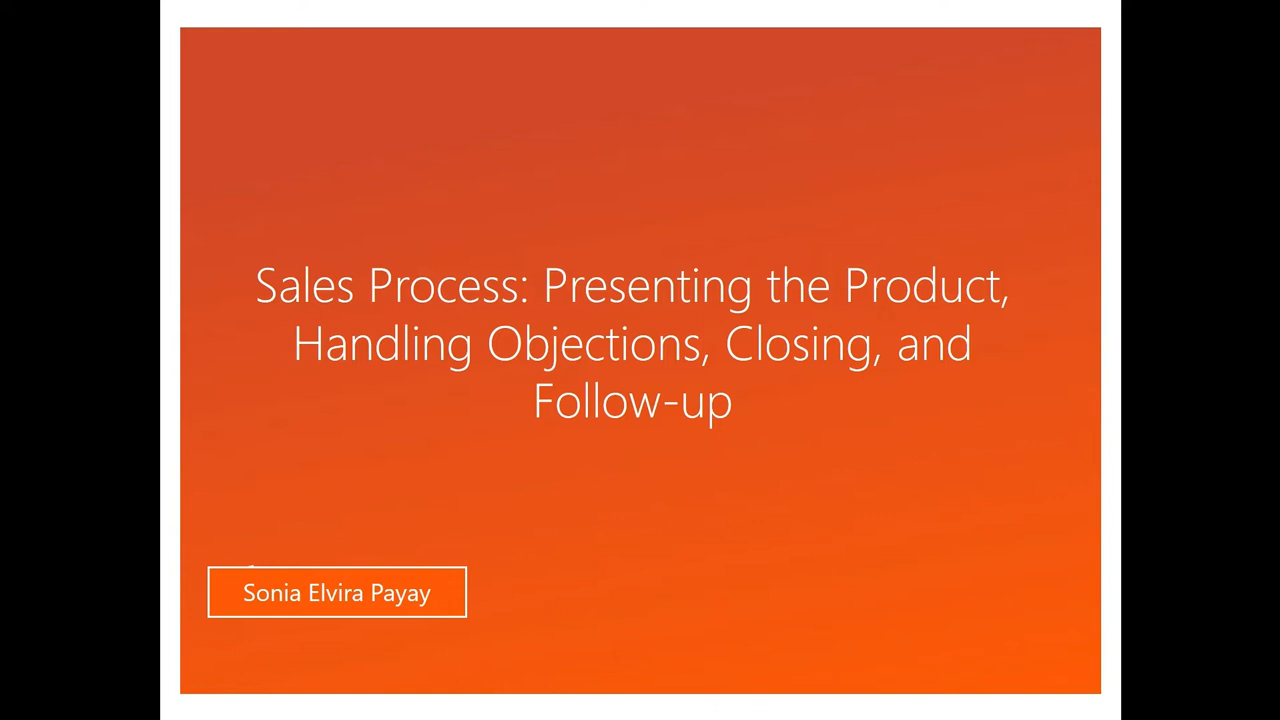 Sales Process: Presenting the Product,
Handling Objections, Closing, and
Follow-up
Sonia Elvira Payay